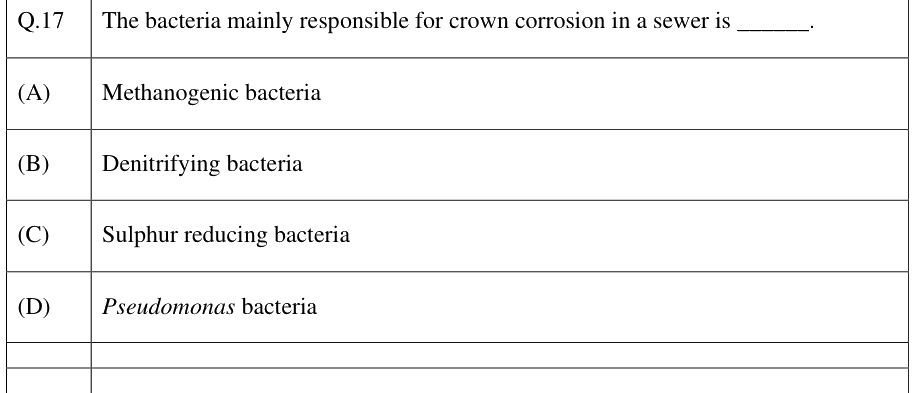 Q.17 The bacteria mainly responsible for crown corrosion in a sewer is ______.
(A) Methanogenic bacteria
(B) Denitrifying bacteria
(C) Sulphur reducing bacteria
(D) Pseudomonas bacteria